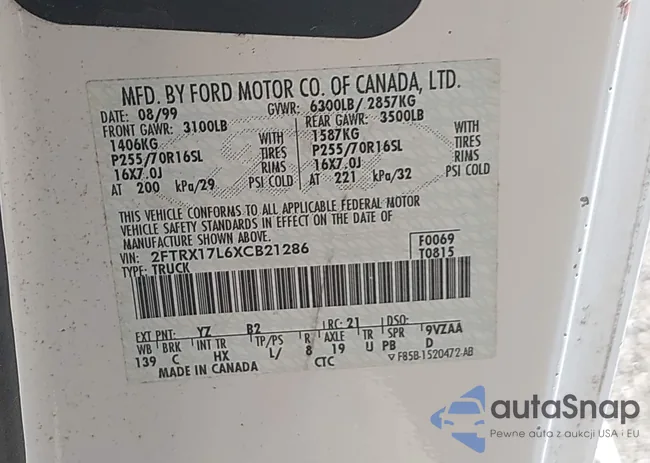 MFD. BY FORD MOTOR CO. OF CANADA, LTD.
DATE: 08/99 GVWR: 6300LB/ 2857KG
FRONT GAWR: 3100LB REAR GAWR: 3500LB
1406KG WITH 1587KG WITH
P255/70R16SL TIRES P255/70R16SL TIRES
16X7.0J RIMS 16X7.0J RIMS
AT 200 kPa/29 PSI COLD AT 221 kPa/32 PSI COLD
THIS VEHICLE CONFORMS TO ALL APPLICABLE FEDERAL MOTOR
VEHICLE SAFETY STANDARDS IN EFFECT ON THE DATE OF
MANUFACTURE SHOWN ABOVE.
VIN: 2FTRX17L6XCB21286 F0069
TYPE: TRUCK T0815
EXT PNT: YZ B2 RC: 21 DSO:
WB BRK INT TR TP/PS R AXLE TR SPR 9VZAA
139 C HX L/ 8 19 U PB D
MADE IN CANADA CTC ▽ F85B-1520472-AB
autaSnap
Pewne auta z aukcji USA i EU